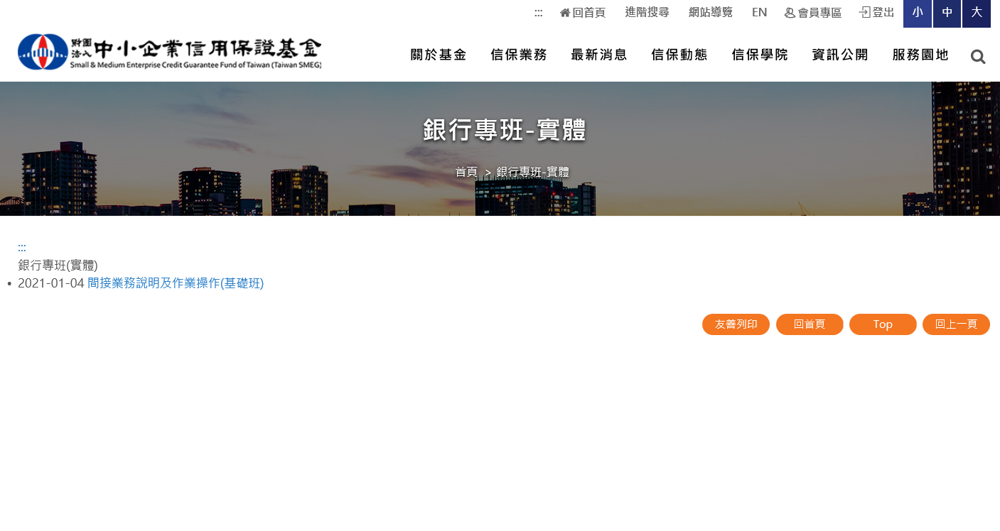 ::: 回首頁 進階搜尋 網站導覽 EN 會員專區 登出 小 中 大
財團法人 中小企業信用保證基金
Small & Medium Enterprise Credit Guarantee Fund of Taiwan (Taiwan SMEG)
關於基金 信保業務 最新消息 信保動態 信保學院 資訊公開 服務園地
銀行專班-實體
首頁 > 銀行專班-實體
:::
銀行專班(實體)
• 2021-01-04 間接業務說明及作業操作(基礎班)
友善列印 回首頁 Top 回上一頁